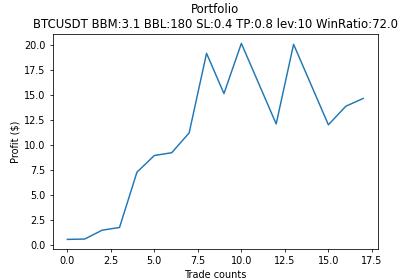 Portfolio
BTCUSDT BBM:3.1 BBL:180 SL:0.4 TP:0.8 lev:10 WinRatio:72.0
20.0
17.5
15.0
12.5
10.0
7.5
5.0
2.5
0.0
Profit ($)
0.0 2.5 5.0 7.5 10.0 12.5 15.0 17.5
Trade counts